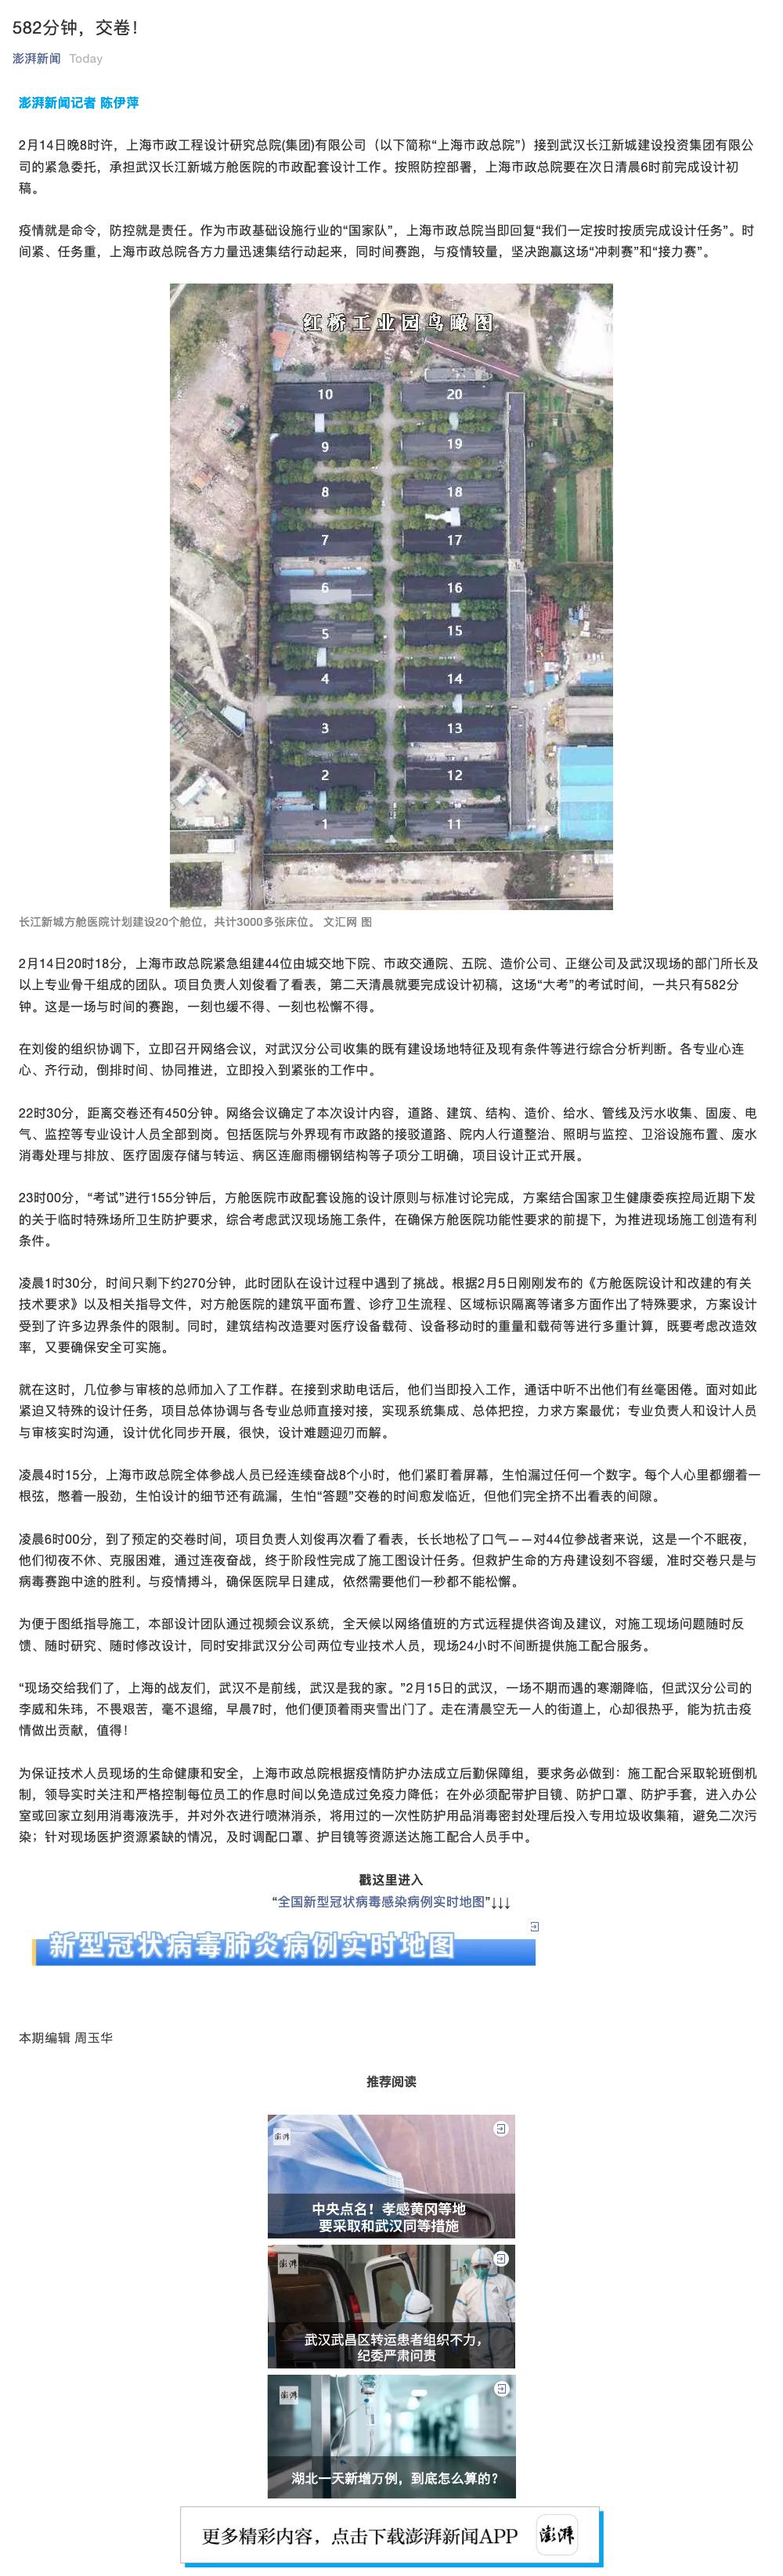 582分钟，交卷！
澎湃新闻 Today
澎湃新闻记者 陈伊萍
2月14日晚8时许，上海市政工程设计研究总院(集团)有限公司（以下简称“上海市政总院”）接到武汉长江新城建设投资集团有限公
司的紧急委托，承担武汉长江新城方舱医院的市政配套设计工作。按照防控部署，上海市政总院要在次日清晨6时前完成设计初
稿。
疫情就是命令，防控就是责任。作为市政基础设施行业的“国家队”，上海市政总院当即回复“我们一定按时按质完成设计任务”。时
间紧、任务重，上海市政总院各方力量迅速集结行动起来，同时间赛跑，与疫情较量，坚决跑赢这场“冲刺赛”和“接力赛”。
红桥工业园鸟瞰图
10 20
9 19
8 18
7 17
6 16
5 15
4 14
3 13
2 12
1 11
长江新城方舱医院计划建设20个舱位，共计3000多张床位。 文汇网 图
2月14日20时18分，上海市政总院紧急组建44位由城交地下院、市政交通院、五院、造价公司、正继公司及武汉现场的部门所长及
以上专业骨干组成的团队。项目负责人刘俊看了看表，第二天清晨就要完成设计初稿，这场“大考”的考试时间，一共只有582分
钟。这是一场与时间的赛跑，一刻也缓不得、一刻也松懈不得。
在刘俊的组织协调下，立即召开网络会议，对武汉分公司收集的既有建设场地特征及现有条件等进行综合分析判断。各专业心连
心、齐行动，倒排时间、协同推进，立即投入到紧张的工作中。
22时30分，距离交卷还有450分钟。网络会议确定了本次设计内容，道路、建筑、结构、造价、给水、管线及污水收集、固废、电
气、监控等专业设计人员全部到岗。包括医院与外界现有市政路的接驳道路、院内人行道整治、照明与监控、卫浴设施布置、废水
消毒处理与排放、医疗固废存储与转运、病区连廊雨棚钢结构等子项分工明确，项目设计正式开展。
23时00分，“考试”进行155分钟后，方舱医院市政配套设施的设计原则与标准讨论完成，方案结合国家卫生健康委疾控局近期下发
的关于临时特殊场所卫生防护要求，综合考虑武汉现场施工条件，在确保方舱医院功能性要求的前提下，为推进现场施工创造有利
条件。
凌晨1时30分，时间只剩下约270分钟，此时团队在设计过程中遇到了挑战。根据2月5日刚刚发布的《方舱医院设计和改建的有关
技术要求》以及相关指导文件，对方舱医院的建筑平面布置、诊疗卫生流程、区域标识隔离等诸多方面作出了特殊要求，方案设计
受到了许多边界条件的限制。同时，建筑结构改造要对医疗设备载荷、设备移动时的重量和载荷等进行多重计算，既要考虑改造效
率，又要确保安全可实施。
就在这时，几位参与审核的总师加入了工作群。在接到求助电话后，他们当即投入工作，通话中听不出他们有丝毫困倦。面对如此
紧迫又特殊的设计任务，项目总体协调与各专业总师直接对接，实现系统集成、总体把控，力求方案最优；专业负责人和设计人员
与审核实时沟通，设计优化同步开展，很快，设计难题迎刃而解。
凌晨4时15分，上海市政总院全体参战人员已经连续奋战8个小时，他们紧盯着屏幕，生怕漏过任何一个数字。每个人心里都绷着一
根弦，憋着一股劲，生怕设计的细节还有疏漏，生怕“答题”交卷的时间愈发临近，但他们完全挤不出看表的间隙。
凌晨6时00分，到了预定的交卷时间，项目负责人刘俊再次看了看表，长长地松了口气——对44位参战者来说，这是一个不眠夜，
他们彻夜不休、克服困难，通过连夜奋战，终于阶段性完成了施工图设计任务。但救护生命的方舟建设刻不容缓，准时交卷只是与
病毒赛跑中途的胜利。与疫情搏斗，确保医院早日建成，依然需要他们一秒都不能松懈。
为便于图纸指导施工，本部设计团队通过视频会议系统，全天候以网络值班的方式远程提供咨询及建议，对施工现场问题随时反
馈、随时研究、随时修改设计，同时安排武汉分公司两位专业技术人员，现场24小时不间断提供施工配合服务。
“现场交给我们了，上海的战友们，武汉不是前线，武汉是我的家。”2月15日的武汉，一场不期而遇的寒潮降临，但武汉分公司的
李威和朱玮，不畏艰苦，毫不退缩，早晨7时，他们便顶着雨夹雪出门了。走在清晨空无一人的街道上，心却很热乎，能为抗击疫
情做出贡献，值得！
为保证技术人员现场的生命健康和安全，上海市政总院根据疫情防护办法成立后勤保障组，要求务必做到：施工配合采取轮班倒机
制，领导实时关注和严格控制每位员工的作息时间以免造成过免疫力降低；在外必须配带护目镜、防护口罩、防护手套，进入办公
室或回家立刻用消毒液洗手，并对外衣进行喷淋消杀，将用过的一次性防护用品消毒密封处理后投入专用垃圾收集箱，避免二次污
染；针对现场医护资源紧缺的情况，及时调配口罩、护目镜等资源送达施工配合人员手中。
戳这里进入
“全国新型冠状病毒感染病例实时地图”↓↓↓
新型冠状病毒肺炎病例实时地图
本期编辑 周玉华
推荐阅读
澎湃
中央点名！孝感黄冈等地
要采取和武汉同等措施
澎湃
武汉武昌区转运患者组织不力，
纪委严肃问责
澎湃
湖北一天新增万例，到底怎么算的？
更多精彩内容，点击下载澎湃新闻APP 澎湃